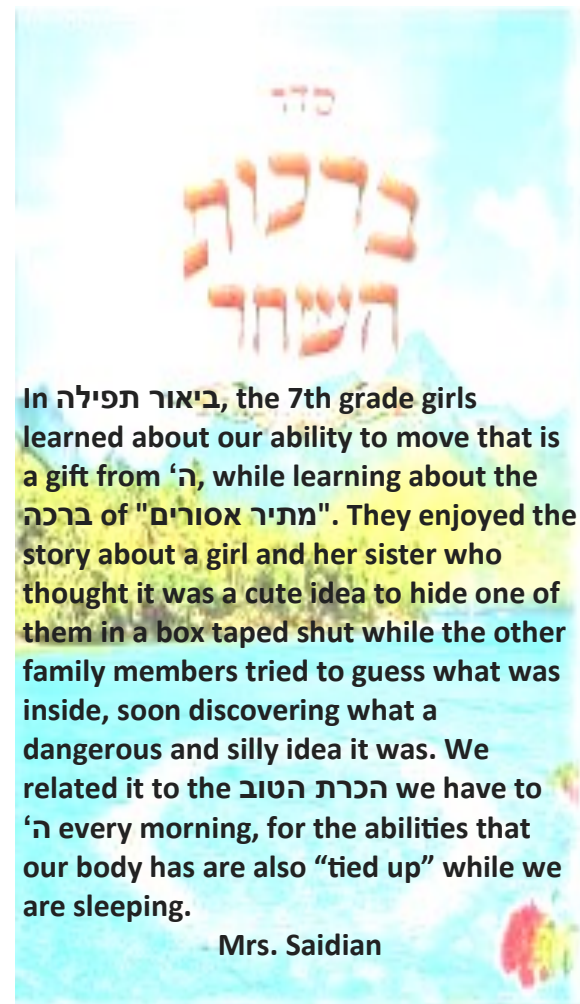 סדר
ברכות
השחר
In ביאור תפילה, the 7th grade girls
learned about our ability to move that is
a gift from ה‘, while learning about the
ברכה of "מתיר אסורים". They enjoyed the
story about a girl and her sister who
thought it was a cute idea to hide one of
them in a box taped shut while the other
family members tried to guess what was
inside, soon discovering what a
dangerous and silly idea it was. We
related it to the הכרת הטוב we have to
ה‘ every morning, for the abilities that
our body has are also “tied up” while we
are sleeping.
Mrs. Saidian